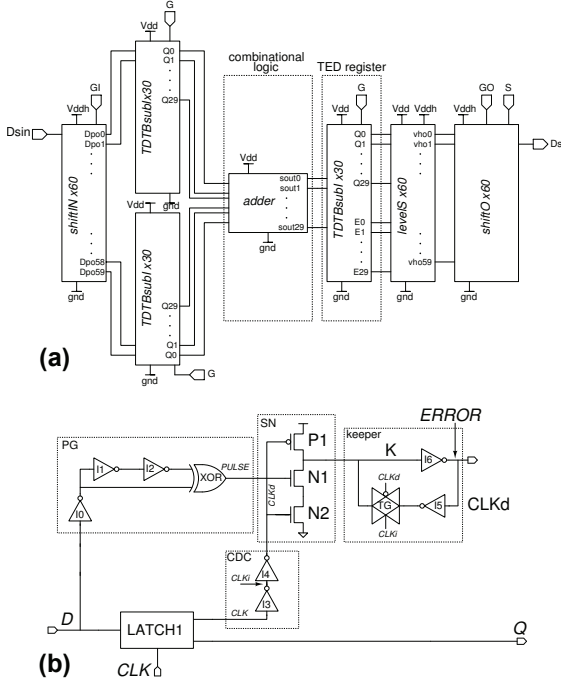 G
Vdd
GI
Vddh
Dsin
Dpo0
Dpo1
Dpo58
Dpo59
shiftIN x60
gnd
Q0
Q1
Q29
TDTBsubIx30
gnd
Vdd
TDTBsubI x30
Q29
Q1
Q0
gnd
G
combinational
logic
Vdd
adder
sout0
sout1
sout29
gnd
TED register
G
Vdd
TDTBsubI x30
Q0
Q1
Q29
E0
E1
E29
gnd
Vdd
Vddh
levelS x60
vho0
vho1
vho59
gnd
Vddh
GO
S
shiftO x60
gnd
Ds
(a)
PG
I1
I2
I0
XOR
PULSE
SN
P1
N1
N2
CLKd
keeper
ERROR
K
I6
CLKd
TG
CLKi
I5
CLKd
CDC
CLKi
I4
I3
CLK
D
LATCH1
Q
CLK
(b)